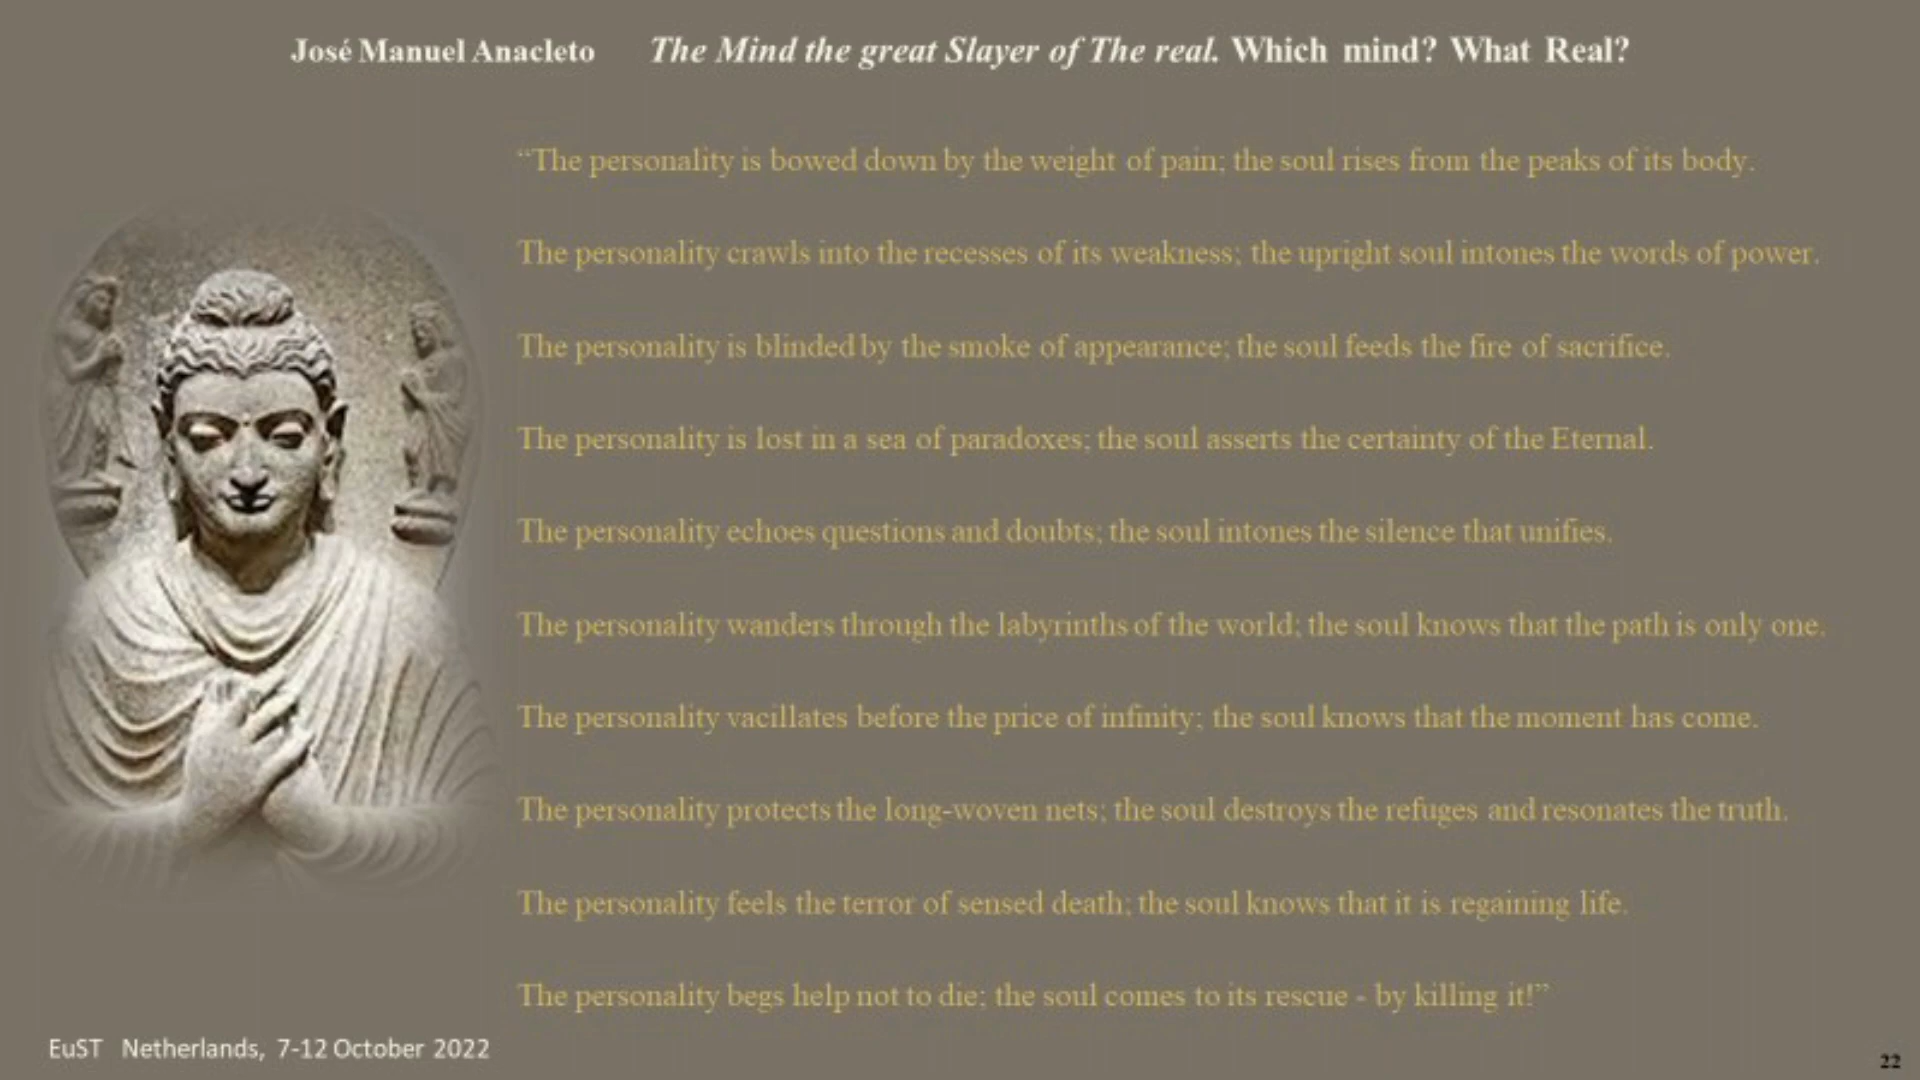 José Manuel Anacleto The Mind the great Slayer of The real. Which mind? What Real?
“The personality is bowed down by the weight of pain; the soul rises from the peaks of its body.
The personality crawls into the recesses of its weakness; the upright soul intones the words of power.
The personality is blinded by the smoke of appearance; the soul feeds the fire of sacrifice.
The personality is lost in a sea of paradoxes; the soul asserts the certainty of the Eternal.
The personality echoes questions and doubts; the soul intones the silence that unifies.
The personality wanders through the labyrinths of the world; the soul knows that the path is only one.
The personality vacillates before the price of infinity; the soul knows that the moment has come.
The personality protects the long-woven nets; the soul destroys the refuges and resonates the truth.
The personality feels the terror of sensed death; the soul knows that it is regaining life.
The personality begs help not to die; the soul comes to its rescue - by killing it!”
EuST Netherlands, 7-12 October 2022
22